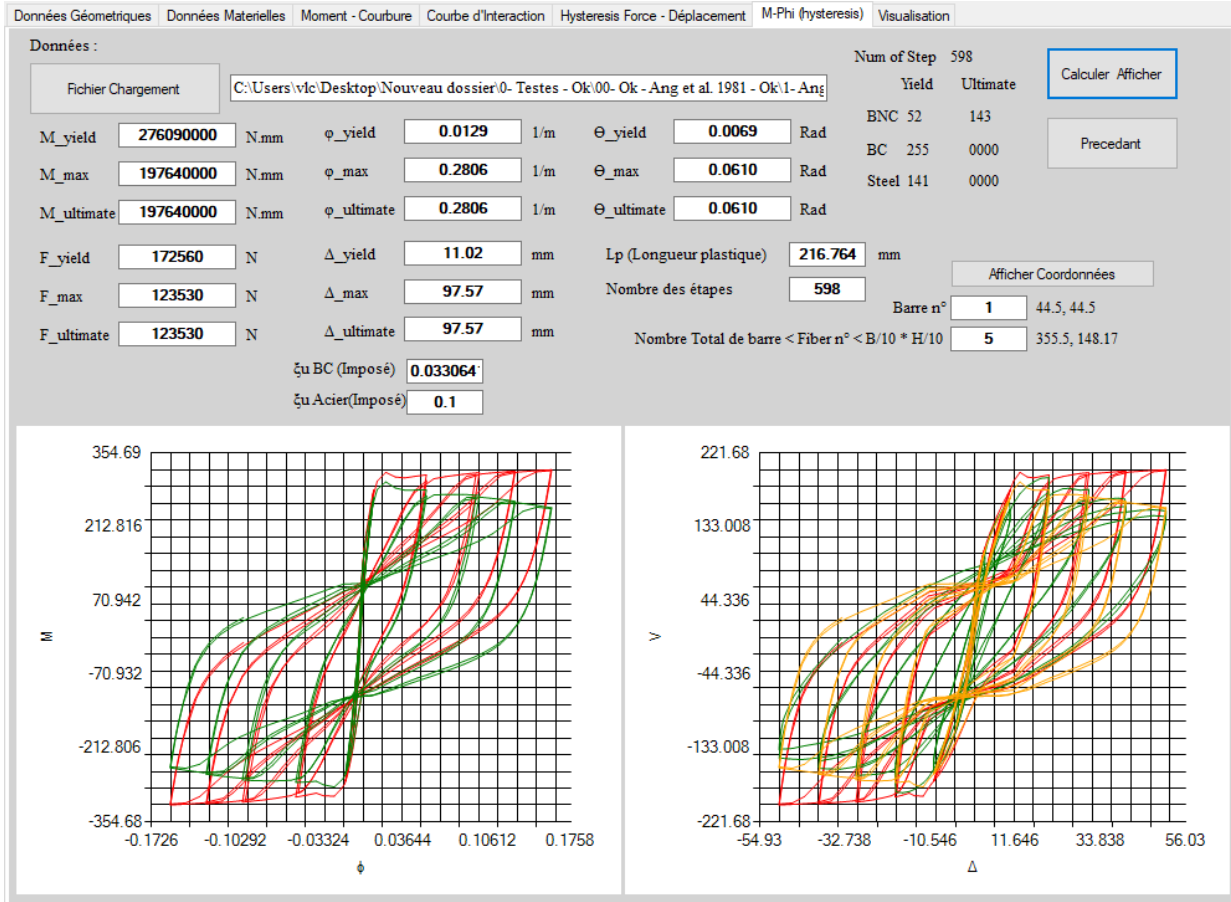 Données Géometriques Données Materielles Moment - Courbure Courbe d'Interaction Hysteresis Force - Déplacement M-Phi (hysteresis) Visualisation
Données :
Fichier Chargement C:\Users\vlc\Desktop\Nouveau dossier\0- Testes - Ok\00- Ok - Ang et al. 1981 - Ok\1- Ang
Num of Step 598
Yield Ultimate
BNC 52 143
BC 255 0000
Steel 141 0000
Calculer Afficher
Precedant
M_yield 276090000 N.mm φ_yield 0.0129 1/m Θ_yield 0.0069 Rad
M_max 197640000 N.mm φ_max 0.2806 1/m Θ_max 0.0610 Rad
M_ultimate 197640000 N.mm φ_ultimate 0.2806 1/m Θ_ultimate 0.0610 Rad
F_yield 172560 N Δ_yield 11.02 mm Lp (Longueur plastique) 216.764 mm
F_max 123530 N Δ_max 97.57 mm Nombre des étapes 598
F_ultimate 123530 N Δ_ultimate 97.57 mm
Afficher Coordonnées
Barre n° 1 44.5, 44.5
Nombre Total de barre < Fiber n° < B/10 * H/10 5 355.5, 148.17
ξu BC (Imposé) 0.033064
ξu Acier(Imposé) 0.1
354.69
212.816
70.942
-70.932
-212.806
-354.68
M
-0.1726 -0.10292 -0.03324 0.03644 0.10612 0.1758
ϕ
221.68
133.008
44.336
-44.336
-133.008
-221.68
V
-54.93 -32.738 -10.546 11.646 33.838 56.03
Δ